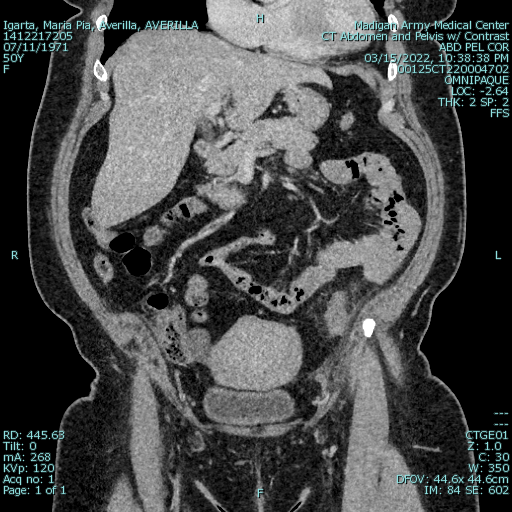 Igarta, Maria Pia, Averilla, AVERILLA
1412217205
07/11/1971
50Y
F
H
Madigan Army Medical Center
CT Abdomen and Pelvis w/ Contrast
ABD PEL COR
03/15/2022, 10:38:38 PM
G0125CT220004702
OMNIPAQUE
LOC: -2.64
THK: 2 SP: 2
FFS
R
L
RD: 445.63
Tilt: 0
mA: 268
KVp: 120
Acq no: 1
Page: 1 of 1
F
---
---
CTGE01
Z: 1.0
C: 30
W: 350
DFOV: 44.6x 44.6cm
IM: 84 SE: 602